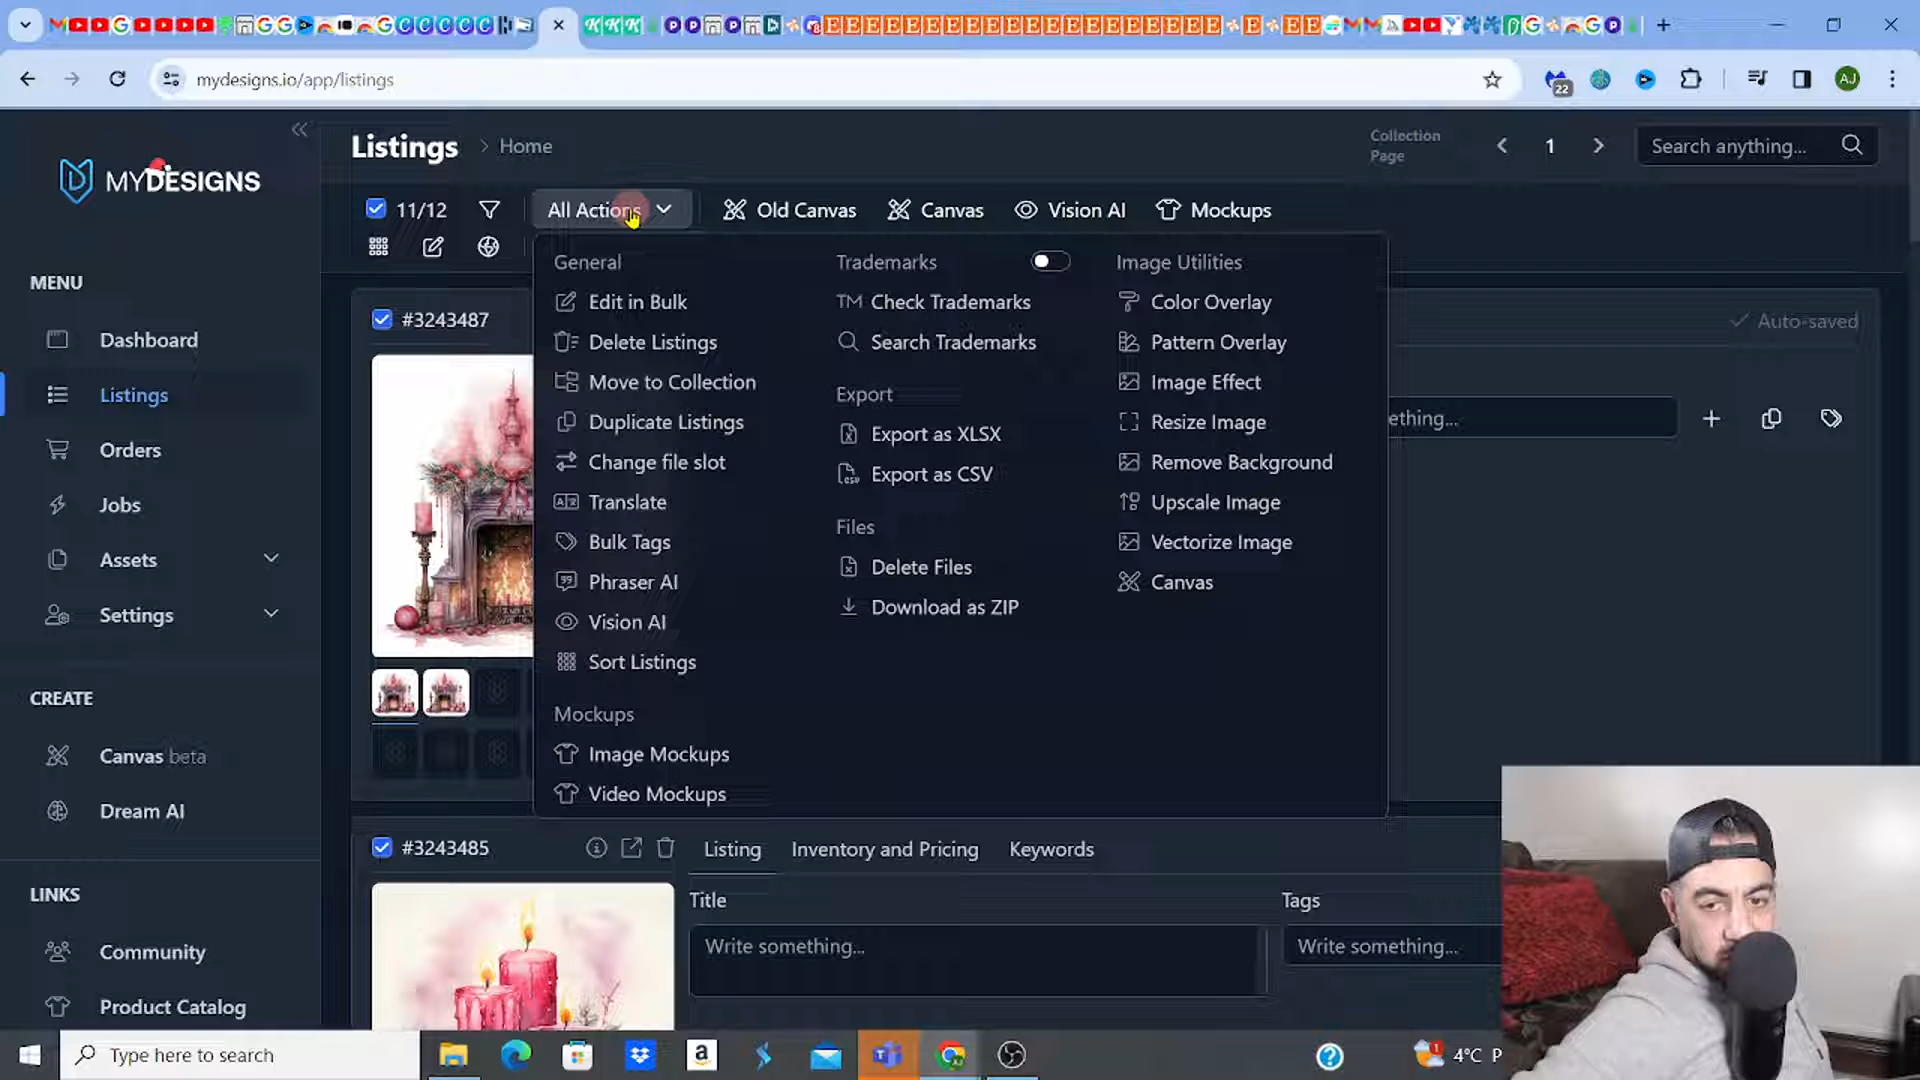 mydesigns.io/app/listings
22
AJ
MYDESIGNS
Listings
Home
Collection
Page
1
Search anything...
11/12
All Actions
Old Canvas
Canvas
Vision AI
Mockups
MENU
Dashboard
Listings
Orders
Jobs
Assets
Settings
CREATE
Canvas beta
Dream AI
LINKS
Community
Product Catalog
#3243487
General
Edit in Bulk
Delete Listings
Move to Collection
Duplicate Listings
Change file slot
Translate
Bulk Tags
Phraser AI
Vision AI
Sort Listings
Mockups
Image Mockups
Video Mockups
Trademarks
TM Check Trademarks
Search Trademarks
Export
Export as XLSX
Export as CSV
Files
Delete Files
Download as ZIP
Image Utilities
Color Overlay
Pattern Overlay
Image Effect
Resize Image
Remove Background
Upscale Image
Vectorize Image
Canvas
Auto-saved
ething...
#3243485
Listing
Inventory and Pricing
Keywords
Title
Tags
Write something...
Write something...
Type here to search
4°C P